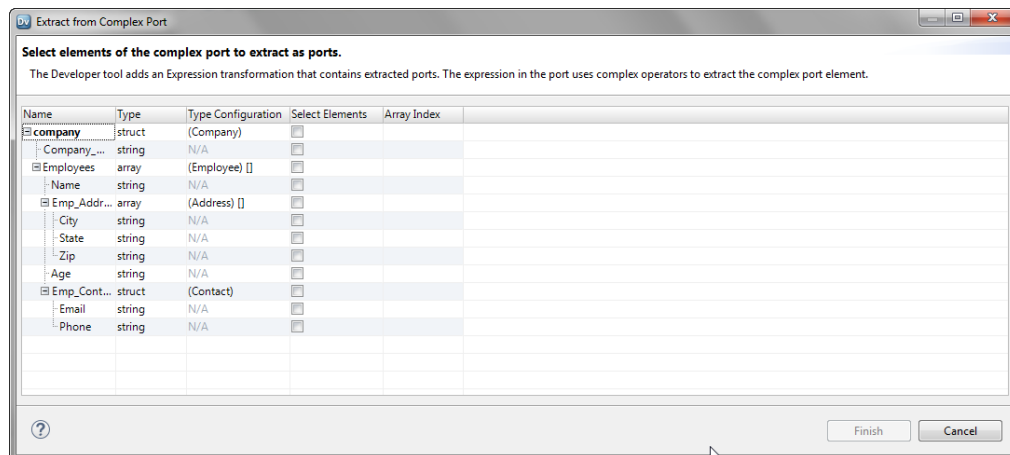 Dv Extract from Complex Port
Select elements of the complex port to extract as ports.
The Developer tool adds an Expression transformation that contains extracted ports. The expression in the port uses complex operators to extract the complex port element.
Name Type Type Configuration Select Elements Array Index
company struct (Company)
Company_... string N/A
Employees array (Employee) []
Name string N/A
Emp_Addr... array (Address) []
City string N/A
State string N/A
Zip string N/A
Age string N/A
Emp_Cont... struct (Contact)
Email string N/A
Phone string N/A
? Finish Cancel